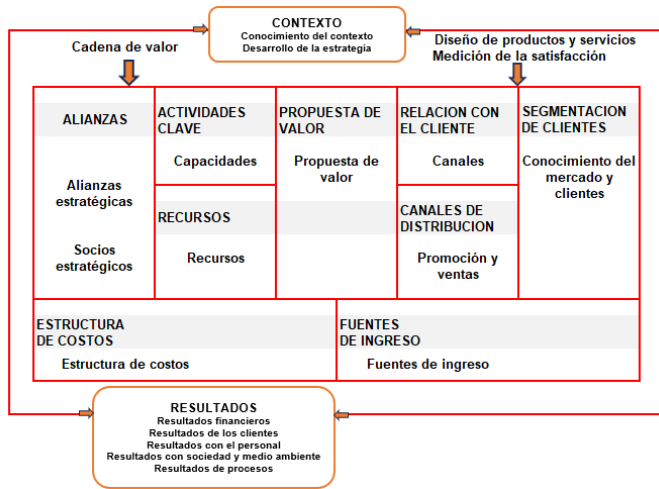 CONTEXTO
Conocimiento del contexto
Desarrollo de la estrategia
Cadena de valor
Diseño de productos y servicios
Medición de la satisfacción
ALIANZAS
Alianzas
estratégicas
Socios
estratégicos
ACTIVIDADES
CLAVE
Capacidades
RECURSOS
Recursos
PROPUESTA DE
VALOR
Propuesta de
valor
RELACION CON
EL CLIENTE
Canales
CANALES DE
DISTRIBUCION
Promoción y
ventas
SEGMENTACION
DE CLIENTES
Conocimiento del
mercado y
clientes
ESTRUCTURA
DE COSTOS
Estructura de costos
FUENTES
DE INGRESO
Fuentes de ingreso
RESULTADOS
Resultados financieros
Resultados de los clientes
Resultados con el personal
Resultados con sociedad y medio ambiente
Resultados de procesos